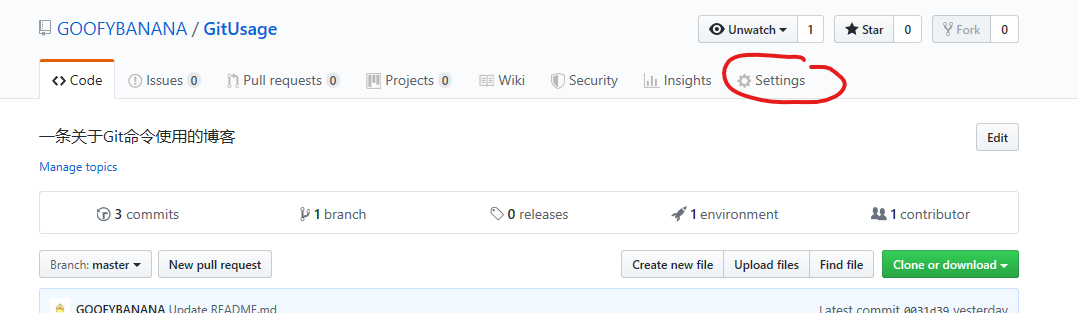 GOOFYBANANA / GitUsage
Unwatch 1 Star 0 Fork 0
Code Issues 0 Pull requests 0 Projects 0 Wiki Security Insights Settings
一条关于Git命令使用的博客
Edit
Manage topics
3 commits 1 branch 0 releases 1 environment 1 contributor
Branch: master New pull request Create new file Upload files Find file Clone or download
GOOFYBANANA Update README.md Latest commit 0031d39 yesterday